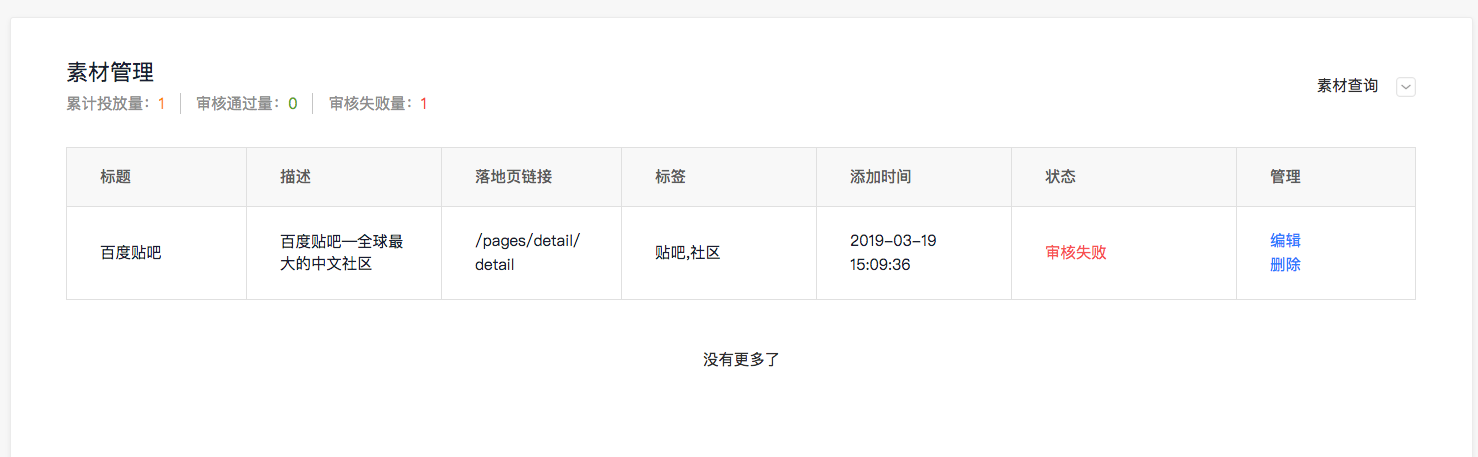 素材管理
素材查询
累计投放量：1
审核通过量：0
审核失败量：1
标题
描述
落地页链接
标签
添加时间
状态
管理
百度贴吧
百度贴吧—全球最
大的中文社区
/pages/detail/
detail
贴吧,社区
2019-03-19
15:09:36
审核失败
编辑
删除
没有更多了